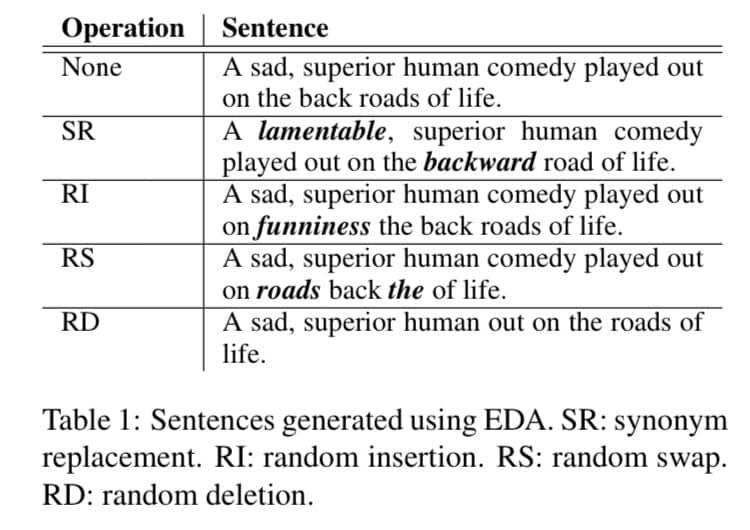 Operation Sentence
None A sad, superior human comedy played out
on the back roads of life.
SR A lamentable, superior human comedy
played out on the backward road of life.
RI A sad, superior human comedy played out
on funniness the back roads of life.
RS A sad, superior human comedy played out
on roads back the of life.
RD A sad, superior human out on the roads of
life.
Table 1: Sentences generated using EDA. SR: synonym
replacement. RI: random insertion. RS: random swap.
RD: random deletion.